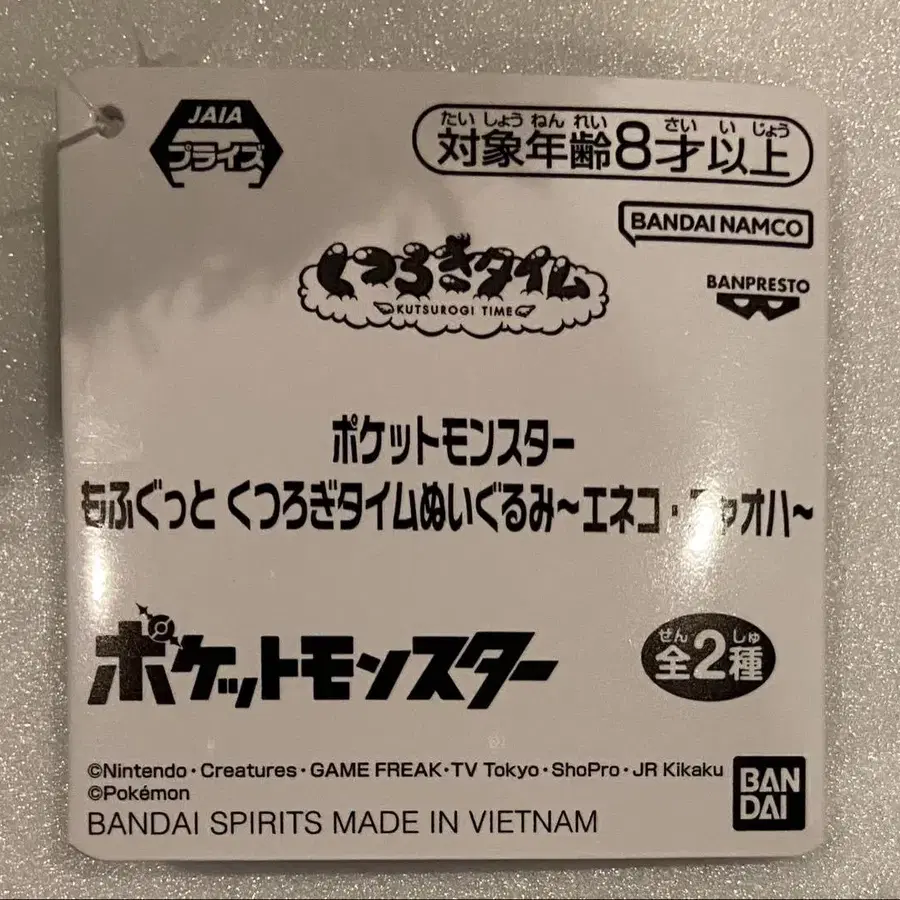 JAIA
プライズ
たいしょうねんれい さいいじょう
対象年齢8才以上
BANDAI NAMCO
くつろぎタイム
KUTSUROGI TIME
BANPRESTO
ポケットモンスター
もふぐっと くつろぎタイムぬいぐるみ～エネコ・ニャオハ～
ポケットモンスター
ぜん しゅ
全2種
©Nintendo・Creatures・GAME FREAK・TV Tokyo・ShoPro・JR Kikaku
©Pokémon
BANDAI SPIRITS MADE IN VIETNAM
BAN
DAI